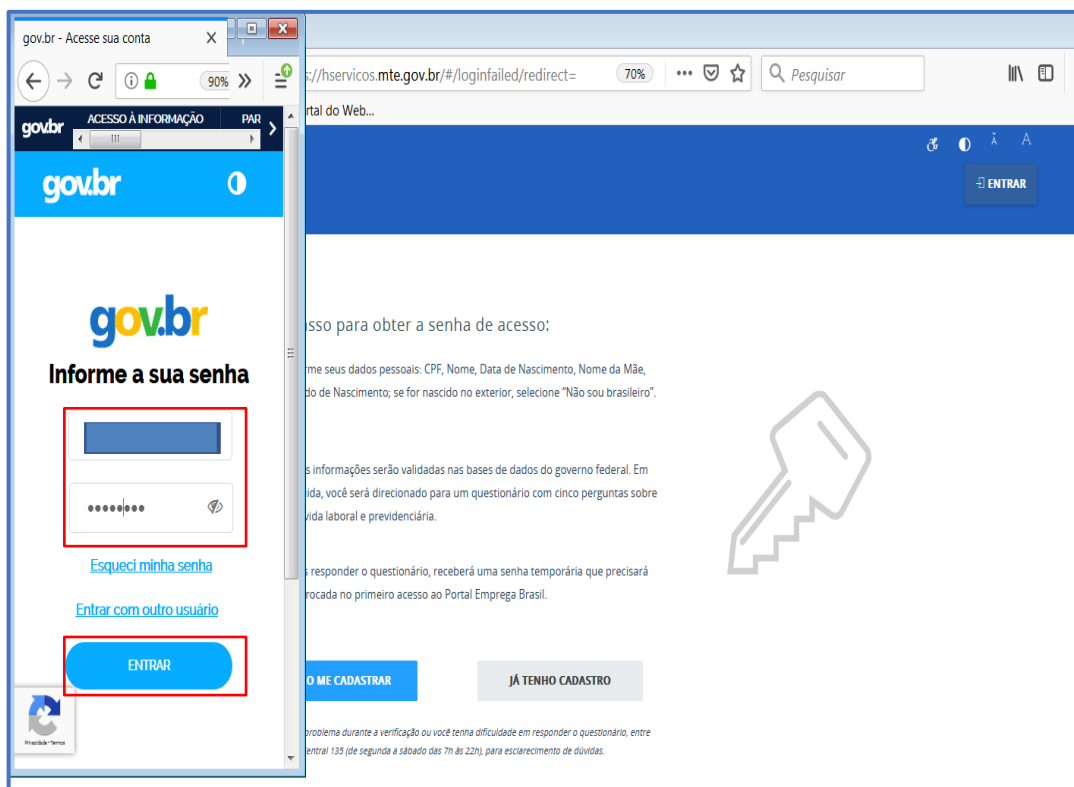 gov.br - Acesse sua conta
90%
gov.br
ACESSO À INFORMAÇÃO
PAR
gov.br
gov.br
Informe a sua senha
Esqueci minha senha
Entrar com outro usuário
ENTRAR
Privacidade - Termos
s://hservicos.mte.gov.br/#/loginfailed/redirect=
70%
Pesquisar
rtal do Web...
A
A
ENTRAR
sso para obter a senha de acesso:
rme seus dados pessoais: CPF, Nome, Data de Nascimento, Nome da Mãe,
do de Nascimento; se for nascido no exterior, selecione “Não sou brasileiro”.
s informações serão validadas nas bases de dados do governo federal. Em
ida, você será direcionado para um questionário com cinco perguntas sobre
vida laboral e previdenciária.
s responder o questionário, receberá uma senha temporária que precisará
rocada no primeiro acesso ao Portal Emprega Brasil.
O ME CADASTRAR
JÁ TENHO CADASTRO
problema durante a verificação ou você tenha dificuldade em responder o questionário, entre
entral 135 (de segunda a sábado das 7h às 22h), para esclarecimento de dúvidas.